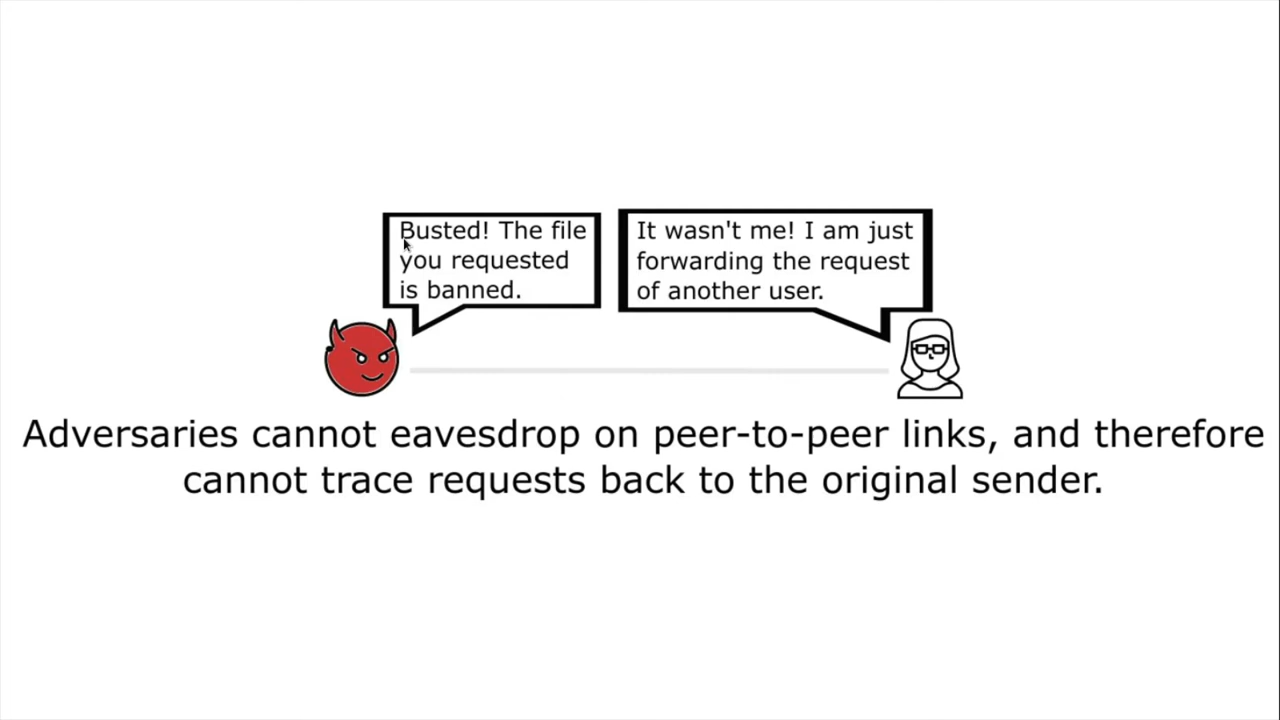 Busted! The file
you requested
is banned.
It wasn't me! I am just
forwarding the request
of another user.
Adversaries cannot eavesdrop on peer-to-peer links, and therefore
cannot trace requests back to the original sender.